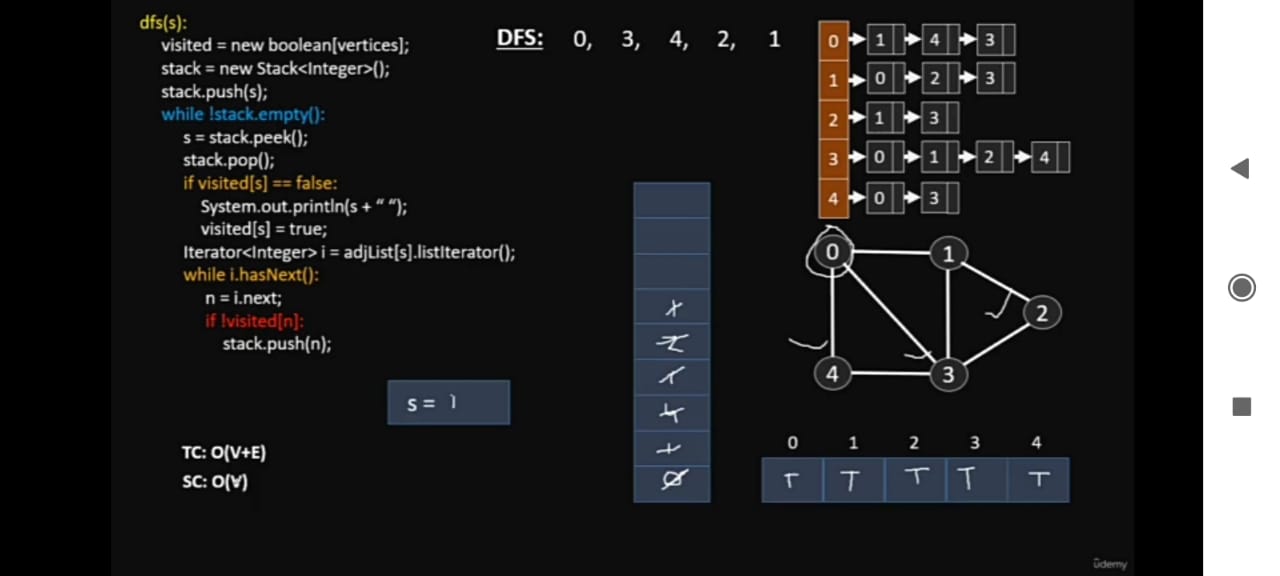 dfs(s):
visited = new boolean[vertices];
stack = new Stack<Integer>();
stack.push(s);
while !stack.empty():
s = stack.peek();
stack.pop();
if visited[s] == false:
System.out.println(s + “ “);
visited[s] = true;
Iterator<Integer> i = adjList[s].listIterator();
while i.hasNext():
n = i.next;
if !visited[n]:
stack.push(n);
s = 1
TC: O(V+E)
SC: O(V)
DFS: 0, 3, 4, 2, 1
0 1 4 3
1 0 2 3
2 1 3
3 0 1 2 4
4 0 3
0 1
2
4 3
0 1 2 3 4
T T T T T
ûdemy